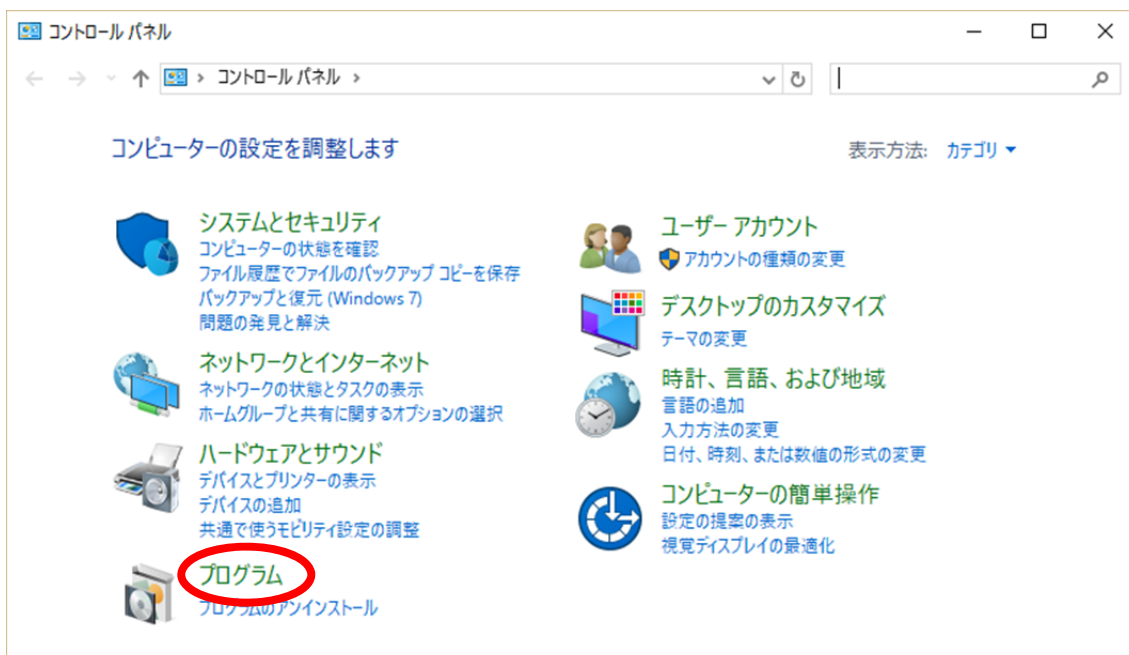 コントロール パネル
コントロール パネル
コンピューターの設定を調整します
表示方法: カテゴリ
システムとセキュリティ
コンピューターの状態を確認
ファイル履歴でファイルのバックアップ コピーを保存
バックアップと復元 (Windows 7)
問題の発見と解決
ネットワークとインターネット
ネットワークの状態とタスクの表示
ホームグループと共有に関するオプションの選択
ハードウェアとサウンド
デバイスとプリンターの表示
デバイスの追加
共通で使うモビリティ設定の調整
プログラム
プログラムのアンインストール
ユーザー アカウント
アカウントの種類の変更
デスクトップのカスタマイズ
テーマの変更
時計、言語、および地域
言語の追加
入力方法の変更
日付、時刻、または数値の形式の変更
コンピューターの簡単操作
設定の提案の表示
視覚ディスプレイの最適化